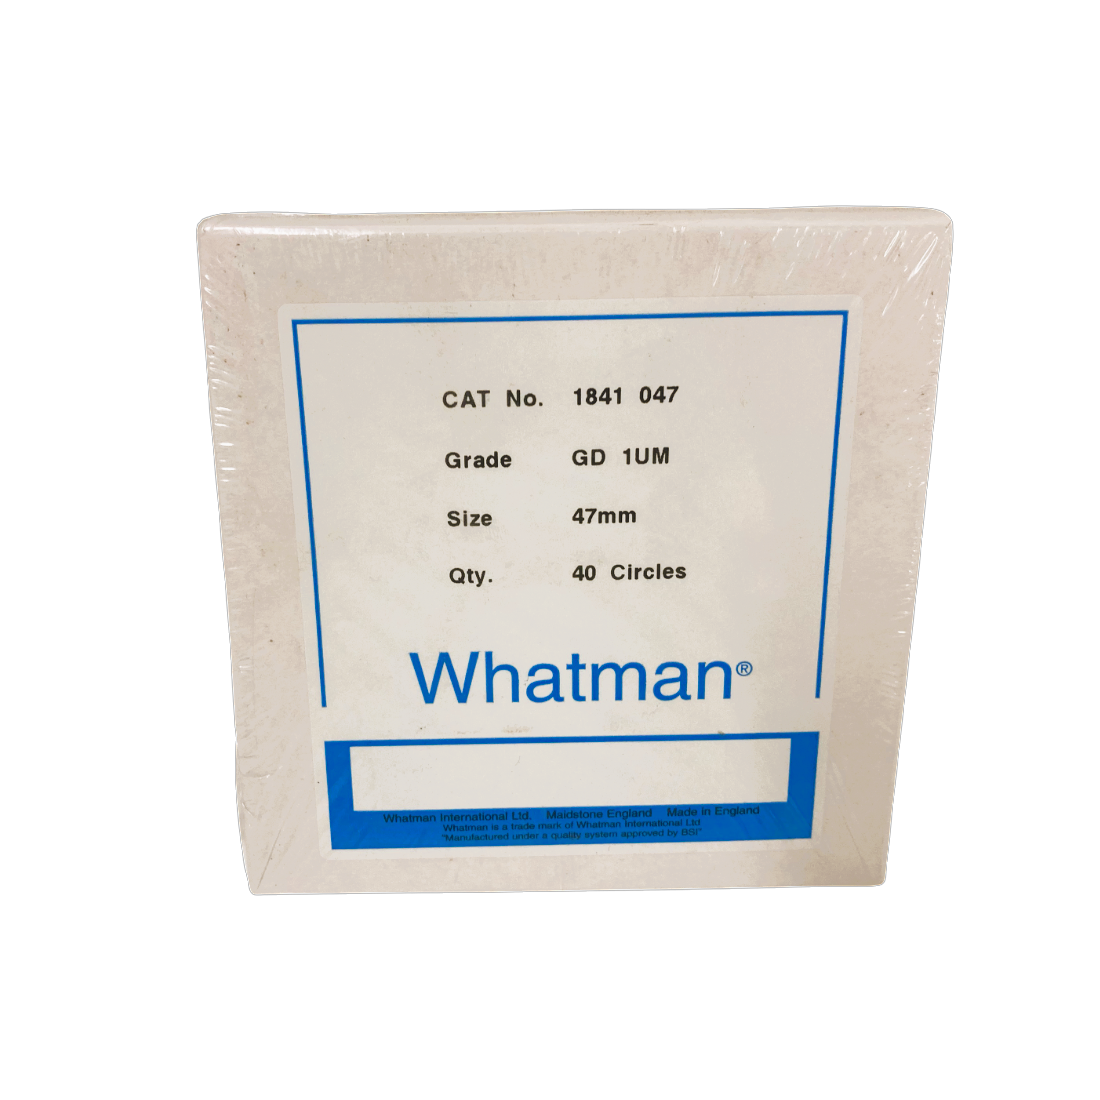 CAT No. 1841 047
Grade GD 1UM
Size 47mm
Qty. 40 Circles
Whatman®
Whatman International Ltd. Maidstone England Made in England
Whatman is a trade mark of Whatman International Ltd
"Manufactured under a quality system approved by BSI"